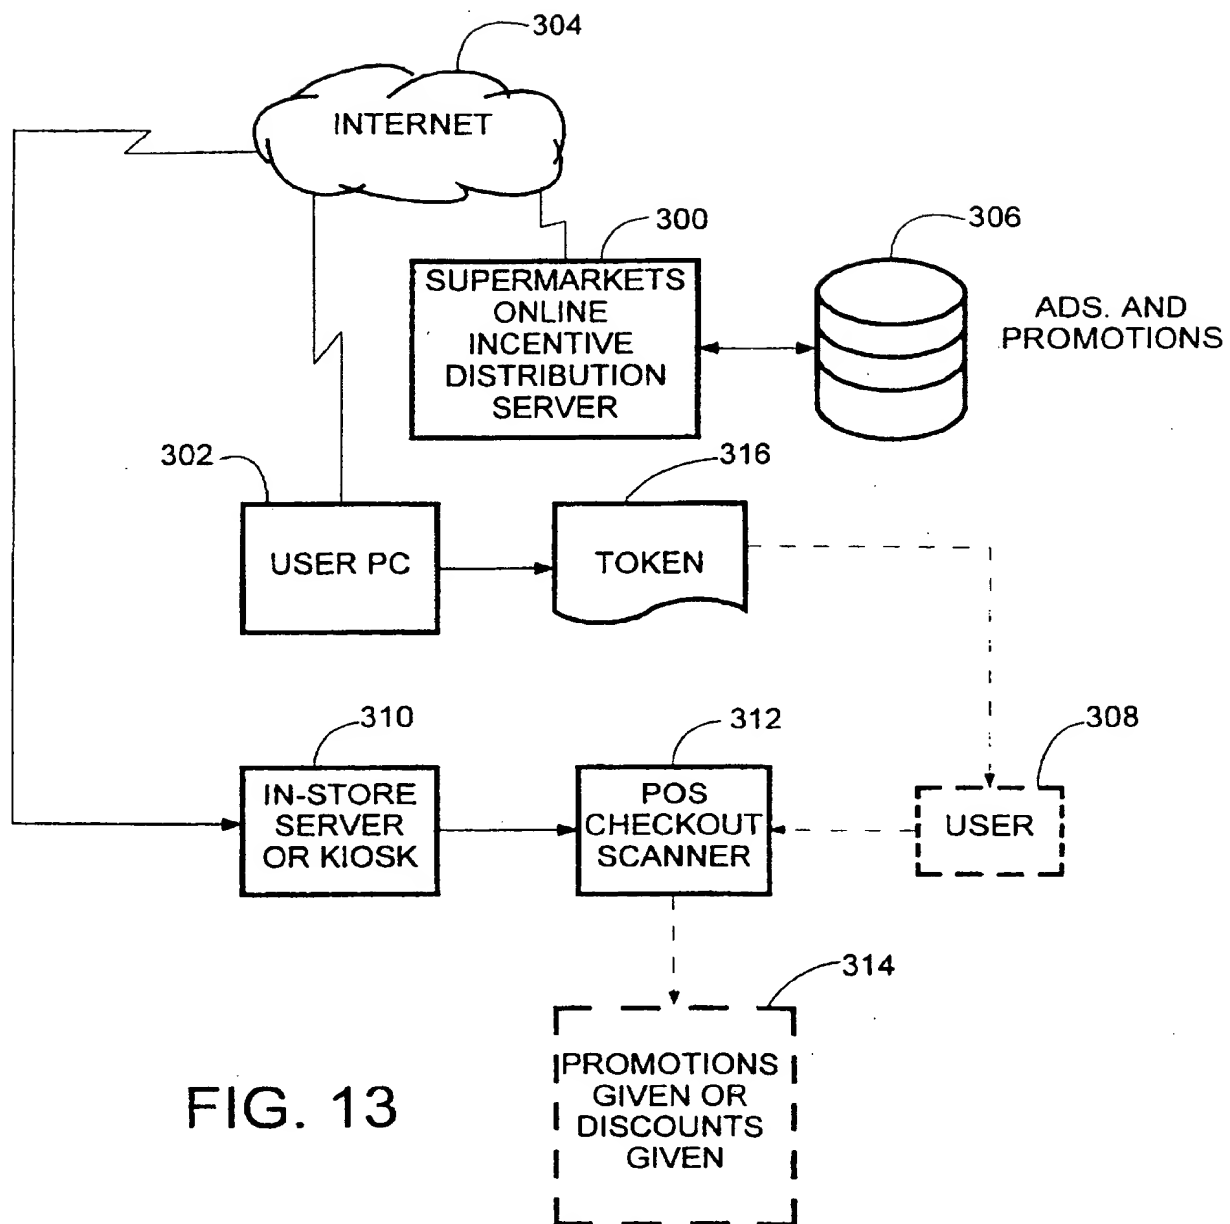 304
INTERNET
300
306
SUPERMARKETS
ONLINE
INCENTIVE
DISTRIBUTION
SERVER
ADS. AND
PROMOTIONS
302
316
USER PC
TOKEN
310
312
308
IN-STORE
SERVER
OR KIOSK
POS
CHECKOUT
SCANNER
USER
314
PROMOTIONS
GIVEN OR
DISCOUNTS
GIVEN
FIG. 13